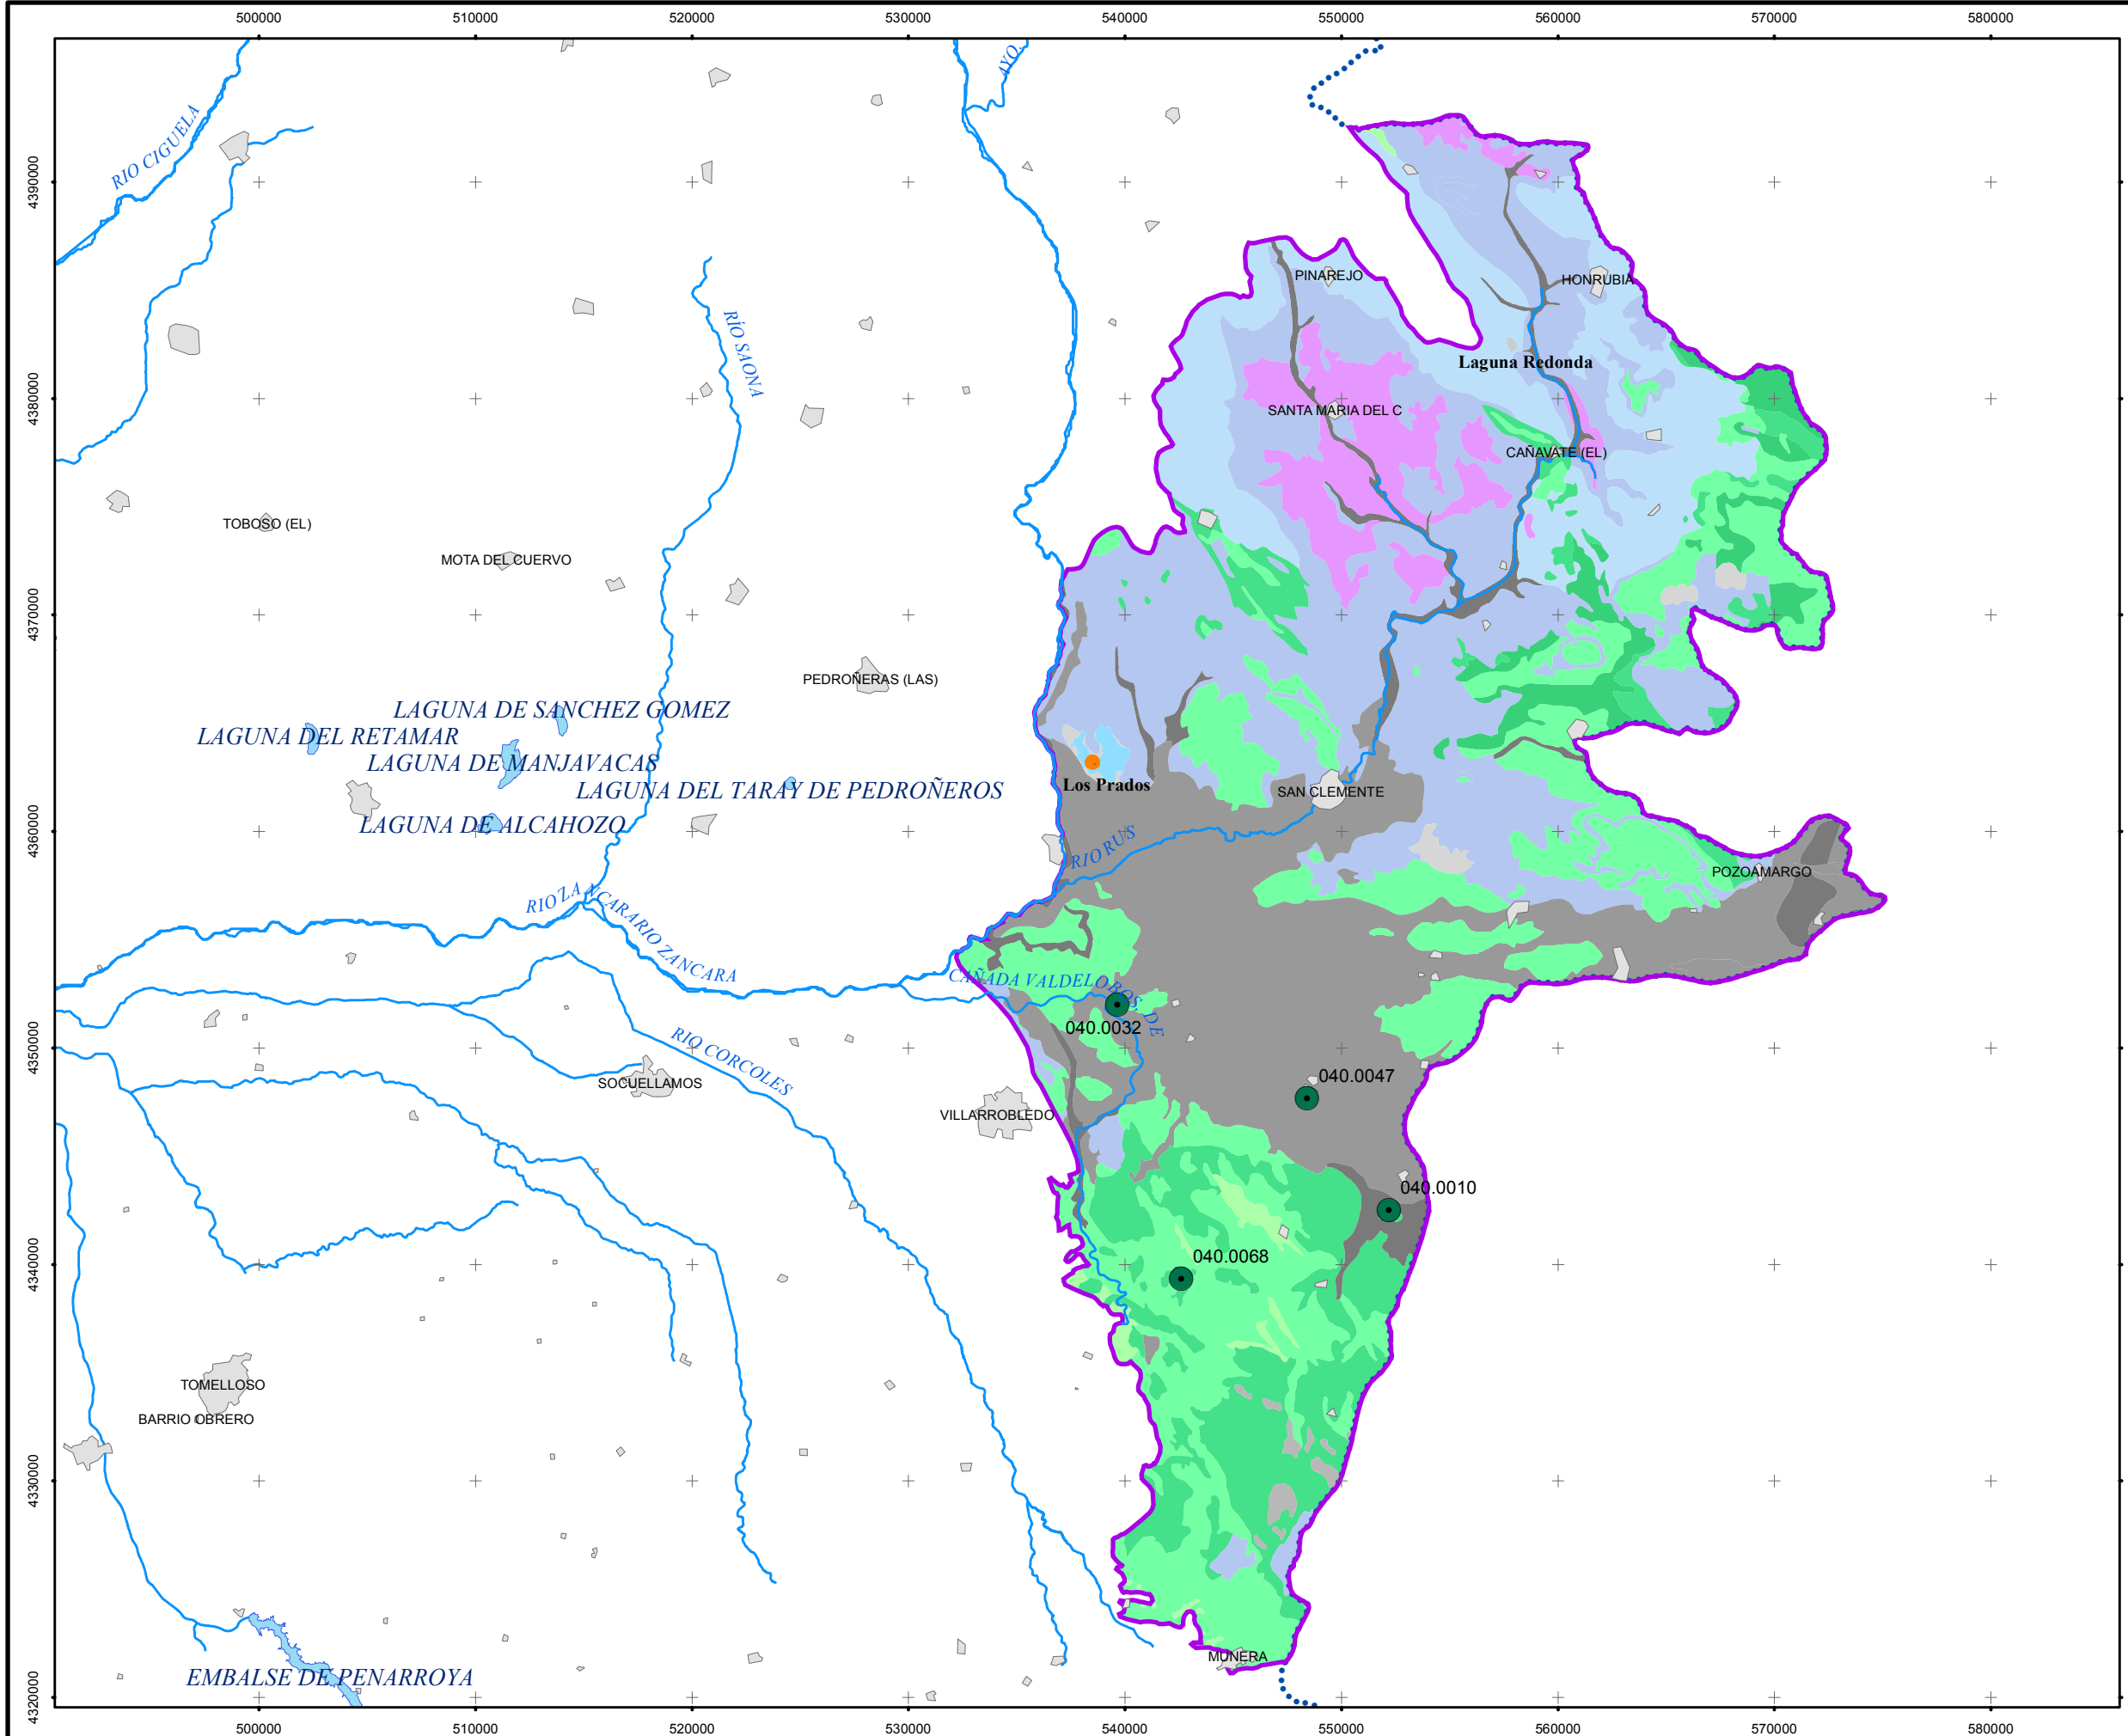 500000 510000 520000 530000 540000 550000 560000 570000 580000
4390000
4380000
4370000
4360000
4350000
4340000
4330000
4320000
RIO CIGUELA
AYO.
RÍO SAONA
PINAREJO
HONRUBIA
Laguna Redonda
SANTA MARIA DEL C
CAÑAVATE (EL)
TOBOSO (EL)
MOTA DEL CUERVO
PEDROÑERAS (LAS)
LAGUNA DE SANCHEZ GOMEZ
LAGUNA DEL RETAMAR
LAGUNA DE MANJAVACAS
LAGUNA DEL TARAY DE PEDROÑEROS
LAGUNA DE ALCAHOZO
Los Prados
SAN CLEMENTE
RIO RUS
POZOAMARGO
RIO ZANCARA
RIO ZANCARA
CAÑADA VALDELOBOS, DE
040.0032
RIO CORCOLES
SOCUELLAMOS
040.0047
VILLARROBLEDO
040.0010
040.0068
TOMELLOSO
BARRIO OBRERO
MUNERA
EMBALSE DE PEÑARROYA
500000 510000 520000 530000 540000 550000 560000 570000 580000